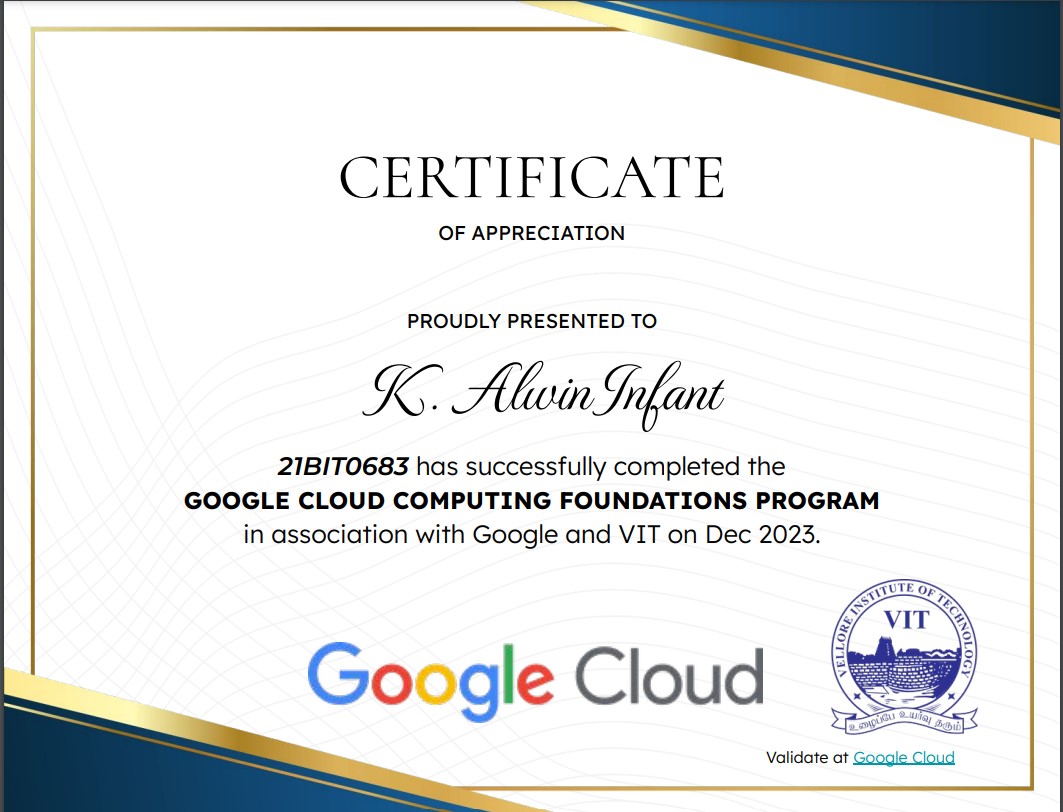 CERTIFICATE
OF APPRECIATION
PROUDLY PRESENTED TO
K. Alwin Infant
21BIT0683 has successfully completed the
GOOGLE CLOUD COMPUTING FOUNDATIONS PROGRAM
in association with Google and VIT on Dec 2023.
Google Cloud
VELLORE INSTITUTE OF TECHNOLOGY
VIT
உழைப்பே உயர்வு தரும்
Validate at Google Cloud